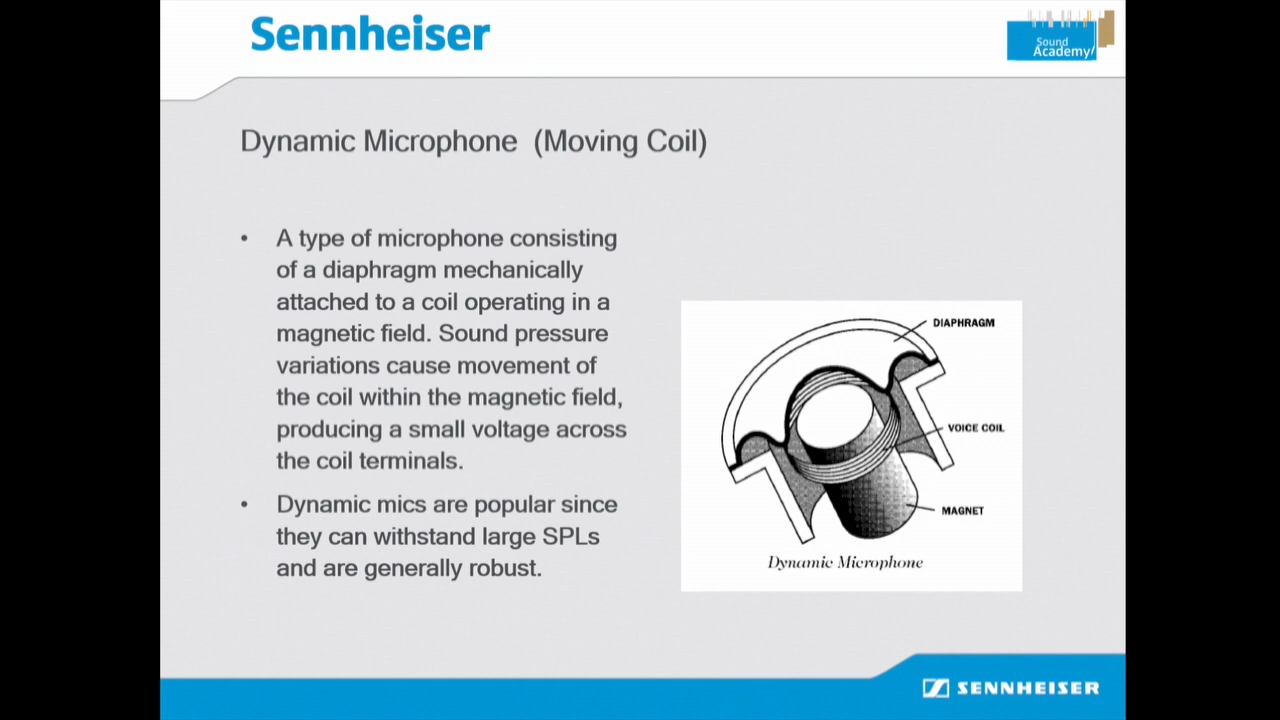 Sennheiser
Sound
Academy/
Dynamic Microphone (Moving Coil)
• A type of microphone consisting
of a diaphragm mechanically
attached to a coil operating in a
magnetic field. Sound pressure
variations cause movement of
the coil within the magnetic field,
producing a small voltage across
the coil terminals.
• Dynamic mics are popular since
they can withstand large SPLs
and are generally robust.
DIAPHRAGM
VOICE COIL
MAGNET
Dynamic Microphone
SENNHEISER